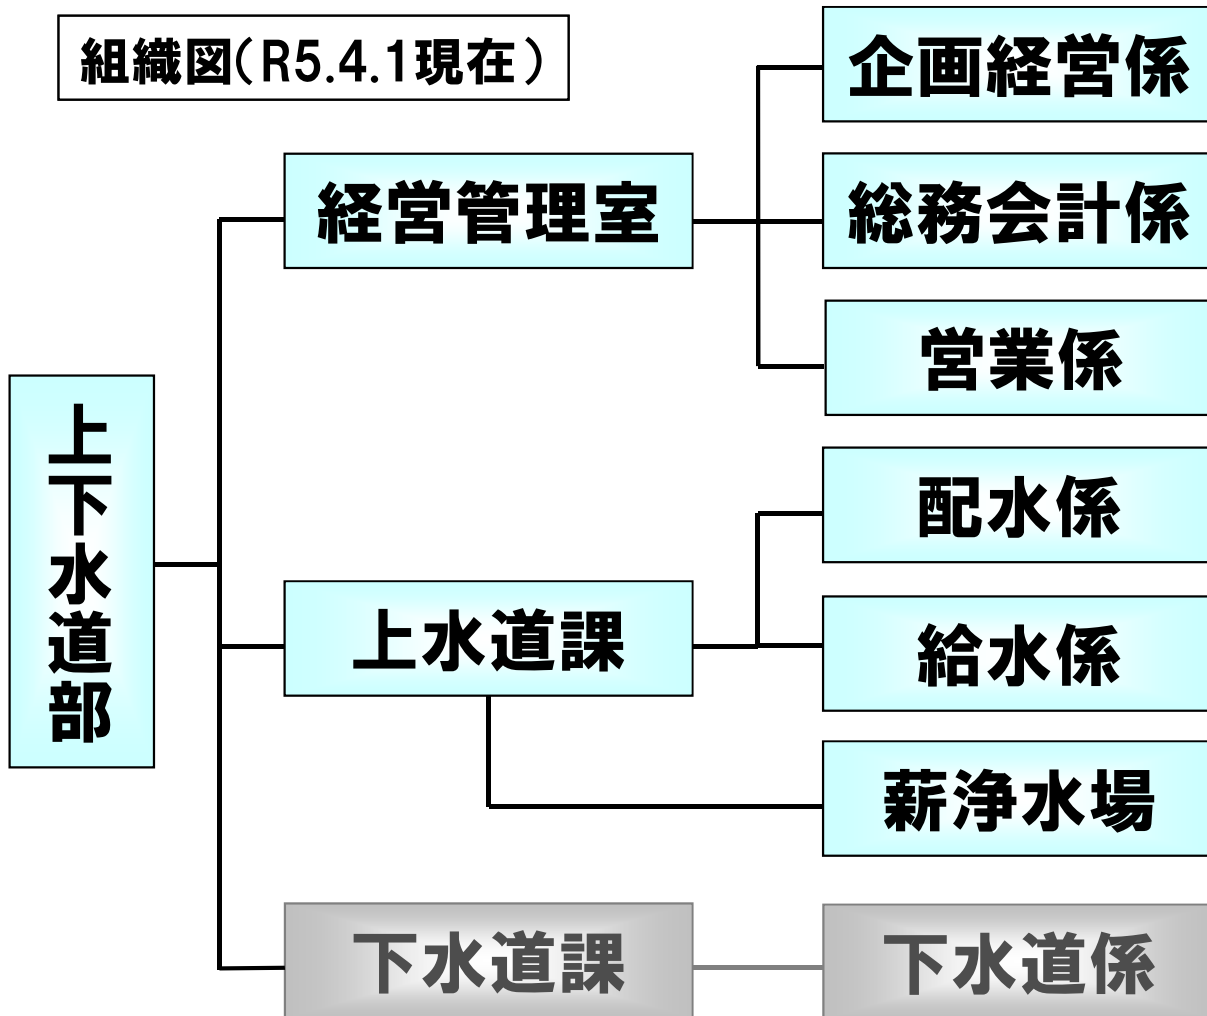 組織図(R5.4.1現在)
上下水道部
経営管理室
企画経営係
総務会計係
営業係
上水道課
配水係
給水係
薪浄水場
下水道課
下水道係